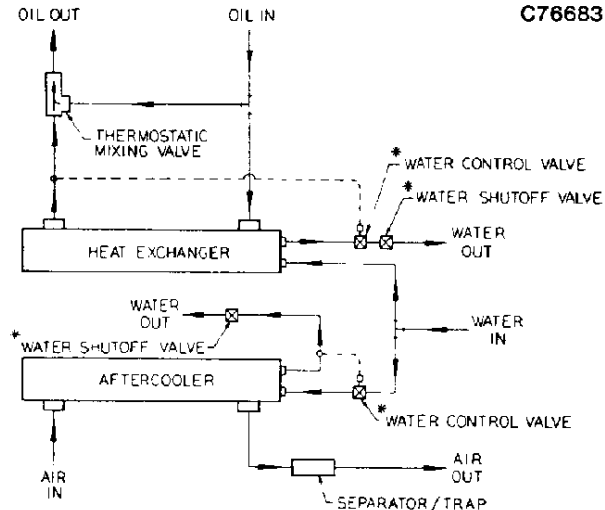 OIL OUT
OIL IN
C76683
THERMOSTATIC
MIXING VALVE
* WATER CONTROL VALVE
* WATER SHUTOFF VALVE
HEAT EXCHANGER
WATER
OUT
WATER
OUT
WATER
IN
* WATER SHUTOFF VALVE
AFTERCOOLER
* WATER CONTROL VALVE
AIR
IN
AIR
OUT
SEPARATOR/TRAP